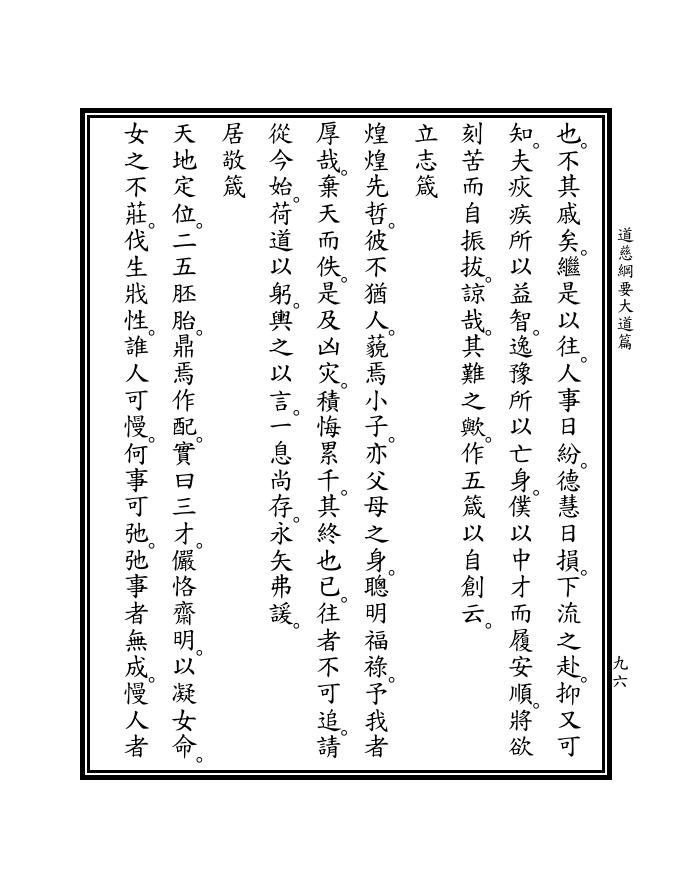 道慈綱要大道篇
九六
也。不其戚矣。繼是以往。人事日紛。德慧日損。下流之赴。抑又可
知。夫疢疾所以益智。逸豫所以亡身。僕以中才而履安順。將欲
刻苦而自振拔。諒哉。其難之歟。作五箴以自創云。
立志箴
煌煌先哲。彼不猶人。藐焉小子。亦父母之身。聰明福祿。予我者
厚哉。棄天而佚。是及凶災。積悔累千。其終也已。往者不可追。請
從今始。荷道以躬。輿之以言。一息尚存。永矢弗諼。
居敬箴
天地定位。二五胚胎。鼎焉作配。實曰三才。儼恪齋明。以凝女命。
女之不莊。伐生戕性。誰人可慢。何事可弛。弛事者無成。慢人者